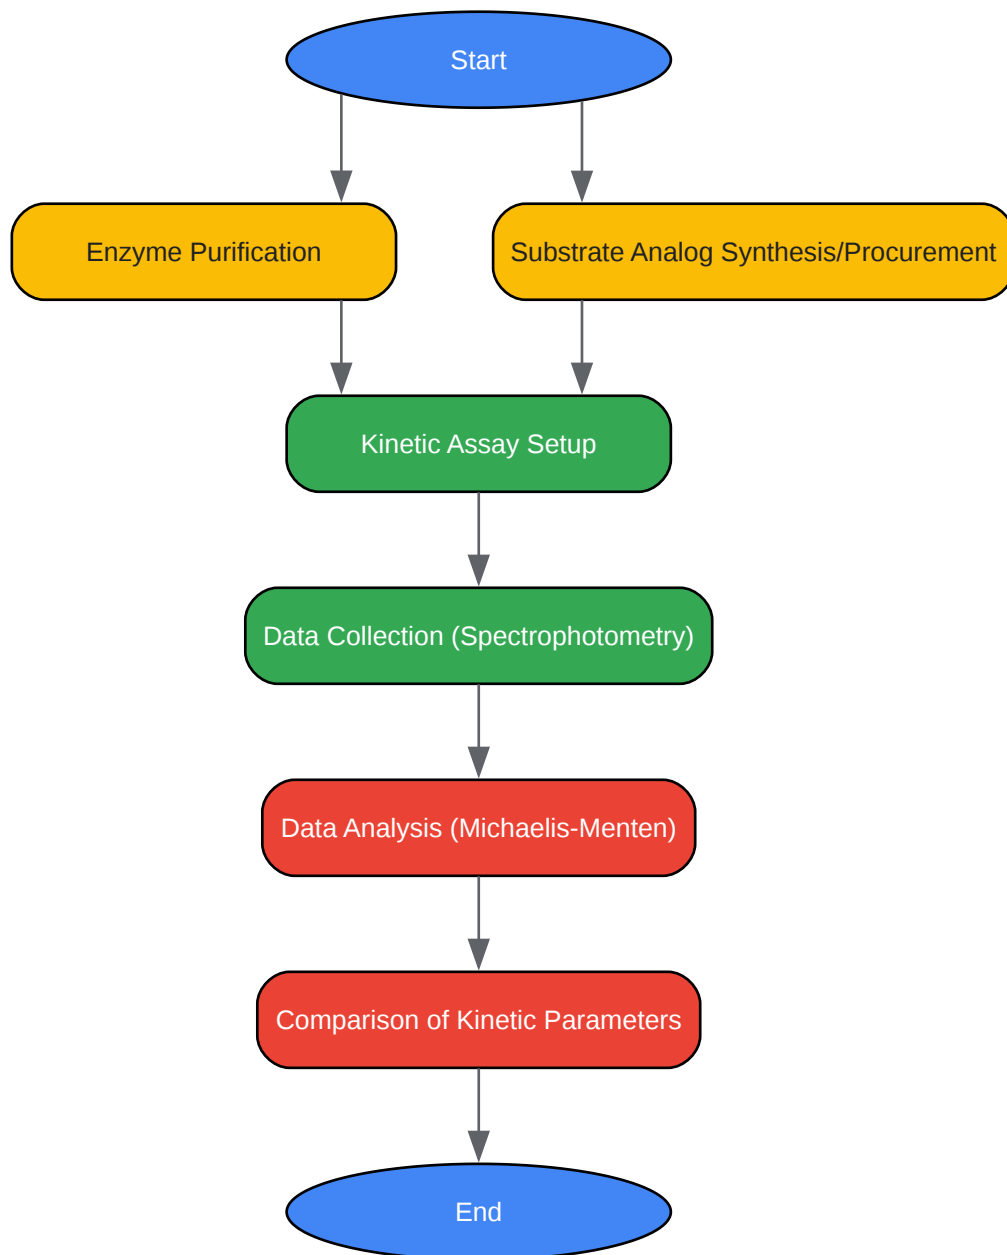 Start
Enzyme Purification
Substrate Analog Synthesis/Procurement
Kinetic Assay Setup
Data Collection (Spectrophotometry)
Data Analysis (Michaelis-Menten)
Comparison of Kinetic Parameters
End